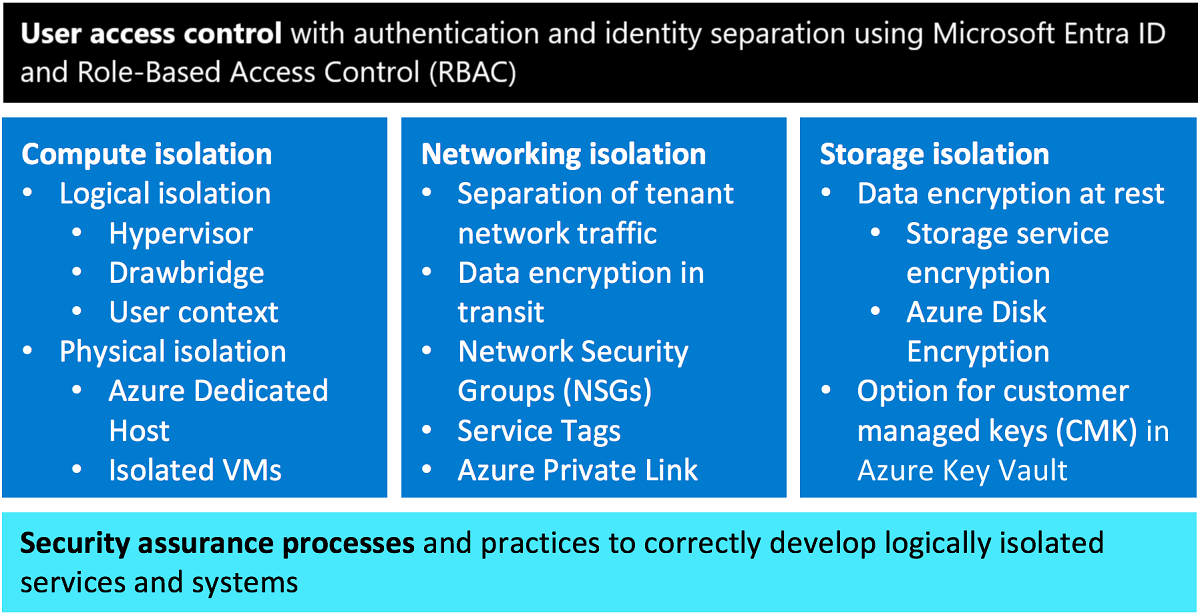 User access control with authentication and identity separation using Microsoft Entra ID
and Role-Based Access Control (RBAC)
Compute isolation
• Logical isolation
• Hypervisor
• Drawbridge
• User context
• Physical isolation
• Azure Dedicated
Host
• Isolated VMs
Networking isolation
• Separation of tenant
network traffic
• Data encryption in
transit
• Network Security
Groups (NSGs)
• Service Tags
• Azure Private Link
Storage isolation
• Data encryption at rest
• Storage service
encryption
• Azure Disk
Encryption
• Option for customer
managed keys (CMK) in
Azure Key Vault
Security assurance processes and practices to correctly develop logically isolated
services and systems